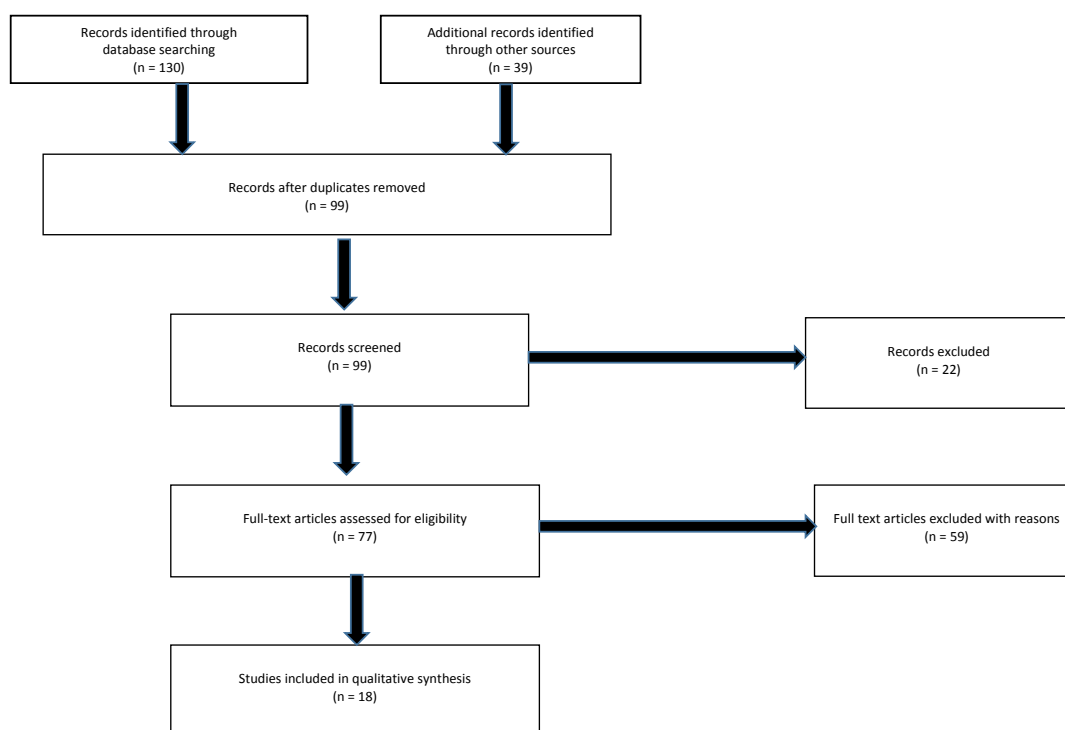 Records identified through
database searching
(n = 130)
Additional records identified
through other sources
(n = 39)
Records after duplicates removed
(n = 99)
Records screened
(n = 99)
Records excluded
(n = 22)
Full-text articles assessed for eligibility
(n = 77)
Full text articles excluded with reasons
(n = 59)
Studies included in qualitative synthesis
(n = 18)